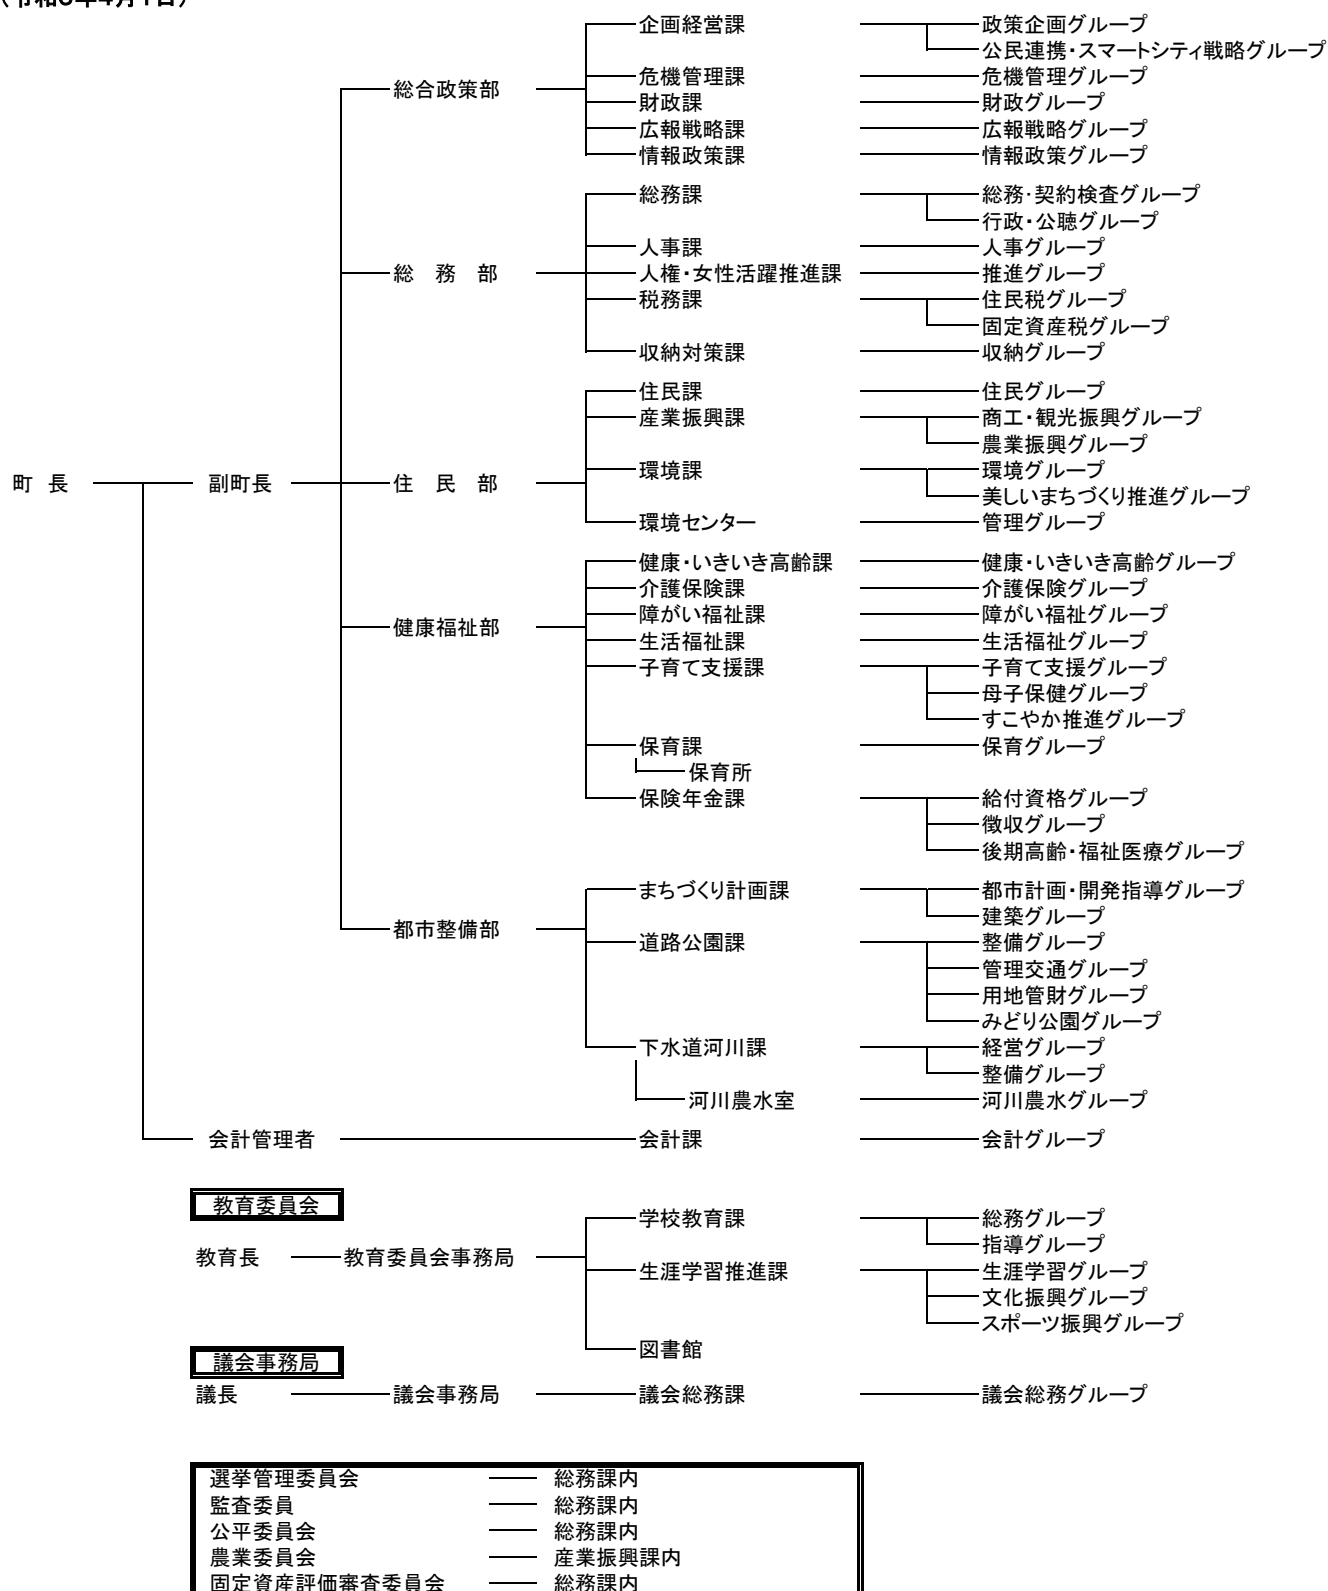 企画経営課 政策企画グループ
公民連携・スマートシティ戦略グループ
危機管理課 危機管理グループ
総合政策部
財政課 財政グループ
広報戦略課 広報戦略グループ
情報政策課 情報政策グループ
総務課 総務・契約検査グループ
行政・公聴グループ
人事課 人事グループ
総 務 部 人権・女性活躍推進課 推進グループ
税務課 住民税グループ
固定資産税グループ
収納対策課 収納グループ
住民課 住民グループ
産業振興課 商工・観光振興グループ
農業振興グループ
環境課 環境グループ
町 長 副町長 住 民 部
美しいまちづくり推進グループ
環境センター 管理グループ
健康・いきいき高齢課 健康・いきいき高齢グループ
介護保険課 介護保険グループ
障がい福祉課 障がい福祉グループ
健康福祉部
生活福祉課 生活福祉グループ
子育て支援課 子育て支援グループ
母子保健グループ
すこやか推進グループ
保育課 保育グループ
保育所
保険年金課 給付資格グループ
徴収グループ
後期高齢・福祉医療グループ
まちづくり計画課 都市計画・開発指導グループ
建築グループ
都市整備部
道路公園課 整備グループ
管理交通グループ
用地管財グループ
みどり公園グループ
下水道河川課 経営グループ
整備グループ
河川農水室 河川農水グループ
会計管理者 会計課 会計グループ
教育委員会
学校教育課 総務グループ
指導グループ
教育長 教育委員会事務局
生涯学習推進課 生涯学習グループ
文化振興グループ
スポーツ振興グループ
図書館
議会事務局
議長 議会事務局 議会総務課 議会総務グループ
選挙管理委員会 総務課内
監査委員 総務課内
公平委員会 総務課内
農業委員会 産業振興課内
固定資産評価審査委員会 総務課内